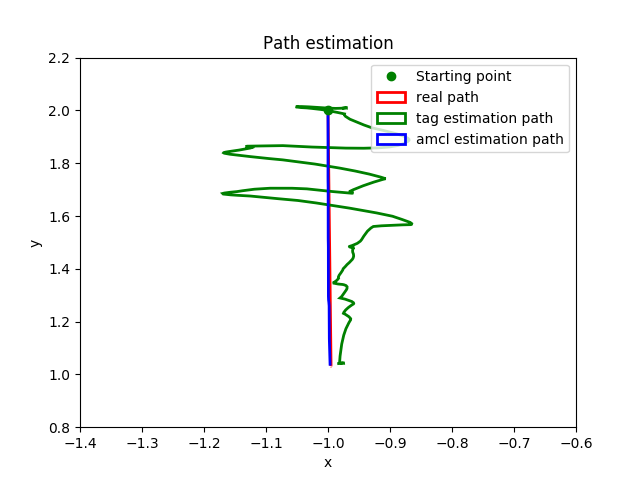 Path estimation
Starting point
real path
tag estimation path
amcl estimation path
2.2
2.0
1.8
1.6
1.4
1.2
1.0
0.8
y
−1.4 −1.3 −1.2 −1.1 −1.0 −0.9 −0.8 −0.7 −0.6
x